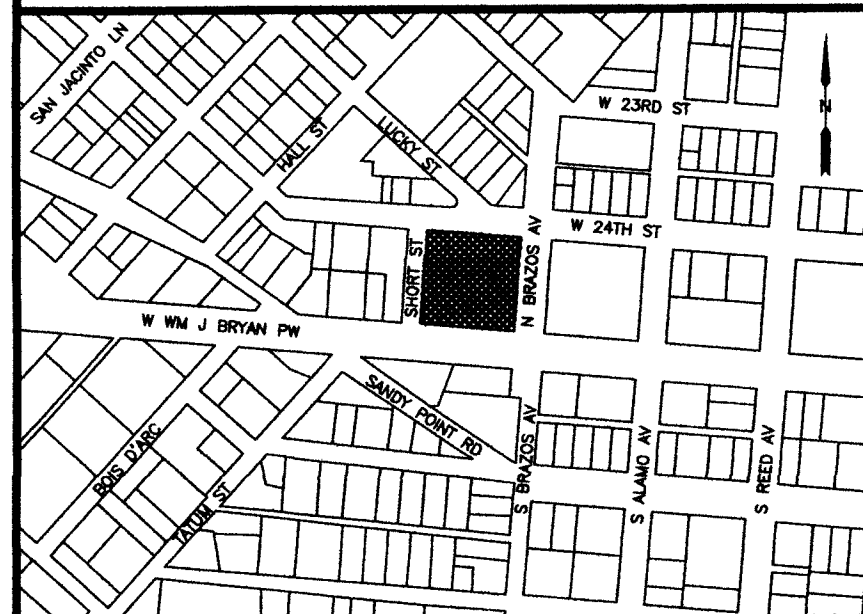 SAN JACINTO LN
HALL ST
LUCKY ST
W 23RD ST
N
W 24TH ST
SHORT ST
N BRAZOS AV
W WM J BRYAN PW
SANDY POINT RD
BOIS D'ARC
TATUM ST
S BRAZOS AV
S ALAMO AV
S REED AV